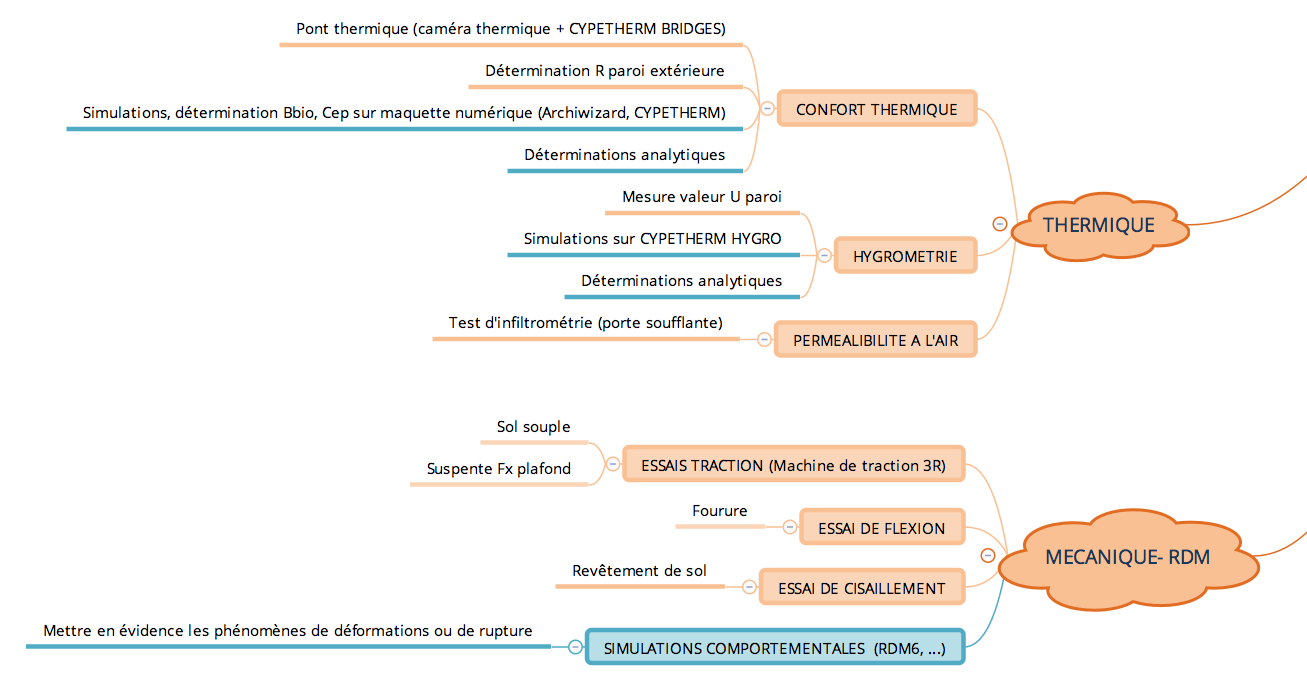 Pont thermique (caméra thermique + CYPETHERM BRIDGES)
Détermination R paroi extérieure
Simulations, détermination Bbio, Cep sur maquette numérique (Archiwizard, CYPETHERM)
Déterminations analytiques
CONFORT THERMIQUE
Mesure valeur U paroi
Simulations sur CYPETHERM HYGRO
Déterminations analytiques
HYGROMETRIE
Test d'infiltrométrie (porte soufflante)
PERMEALIBILITE A L'AIR
THERMIQUE
Sol souple
Suspente Fx plafond
ESSAIS TRACTION (Machine de traction 3R)
Fourure
ESSAI DE FLEXION
Revêtement de sol
ESSAI DE CISAILLEMENT
Mettre en évidence les phénomènes de déformations ou de rupture
SIMULATIONS COMPORTEMENTALES (RDM6, ...)
MECANIQUE- RDM